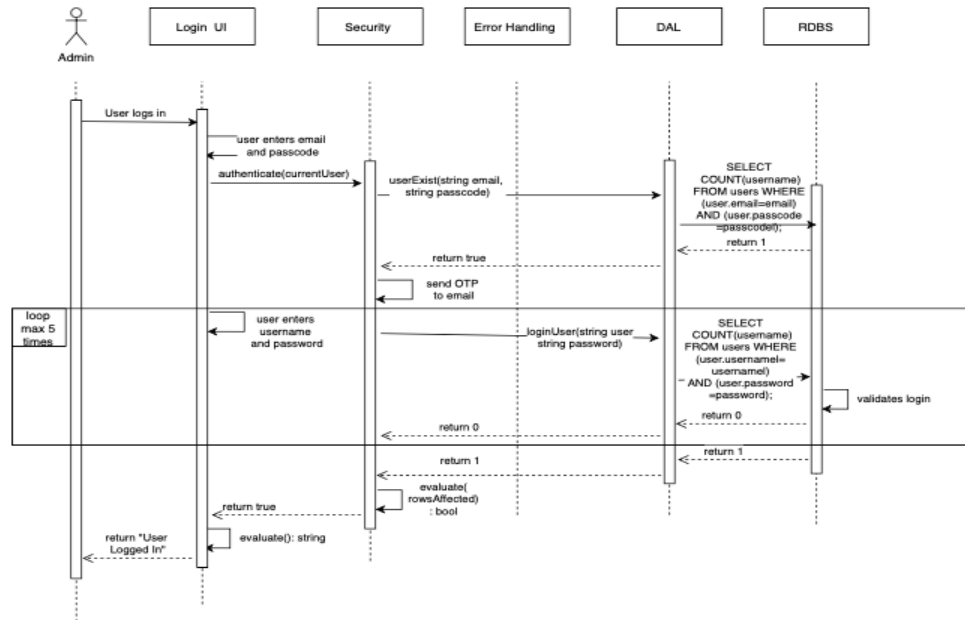 Admin
Login UI
Security
Error Handling
DAL
RDBS
User logs in
user enters email
and passcode
authenticate(currentUser)
userExist(string email,
string passcode)
SELECT
COUNT(username)
FROM users WHERE
(user.email=email)
AND (user.passcode
=passcodel);
return 1
return true
send OTP
to email
loop
max 5
times
user enters
username
and password
loginUser(string user
string password)
SELECT
COUNT(username)
FROM users WHERE
(user.usernamel=
usernamel)
AND (user.password
=password);
validates login
return 0
return 0
return 1
return 1
evaluate(
rowsAffected)
: bool
return true
evaluate(): string
return "User
Logged In"